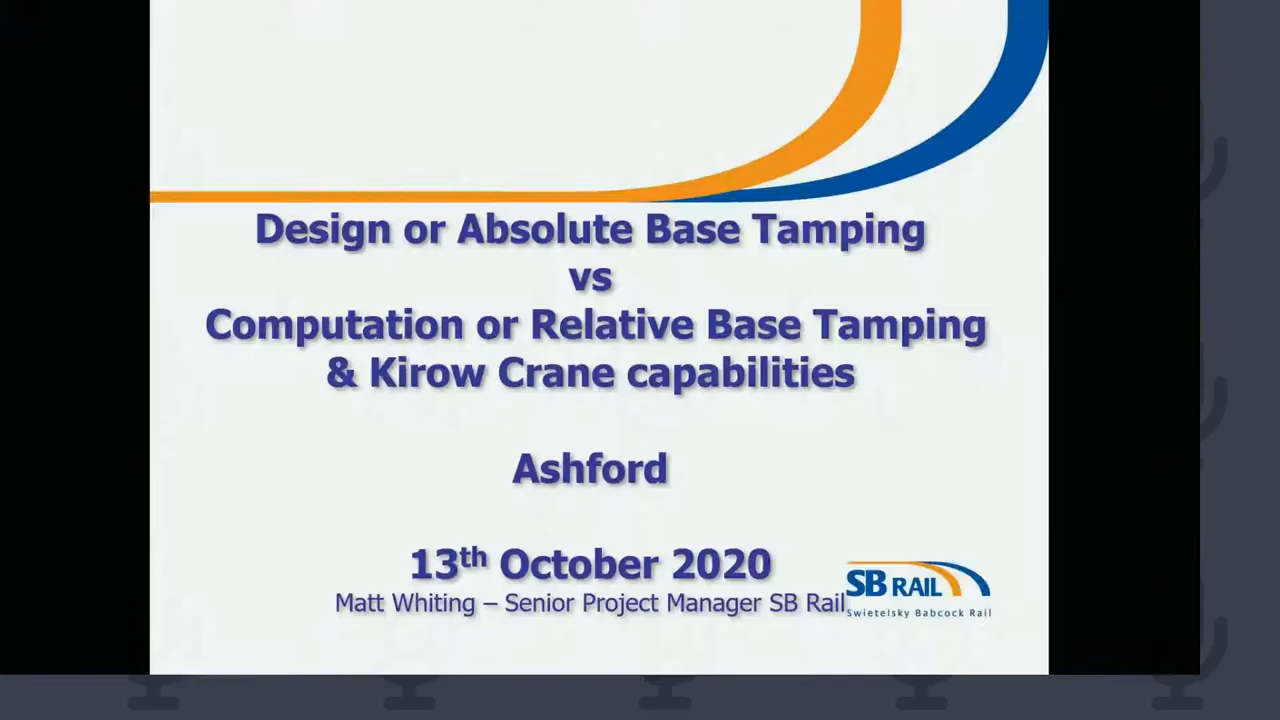 Design or Absolute Base Tamping
vs
Computation or Relative Base Tamping
& Kirow Crane capabilities
Ashford
13th October 2020
Matt Whiting – Senior Project Manager SB Rail
SB RAIL
Swietelsky Babcock Rail